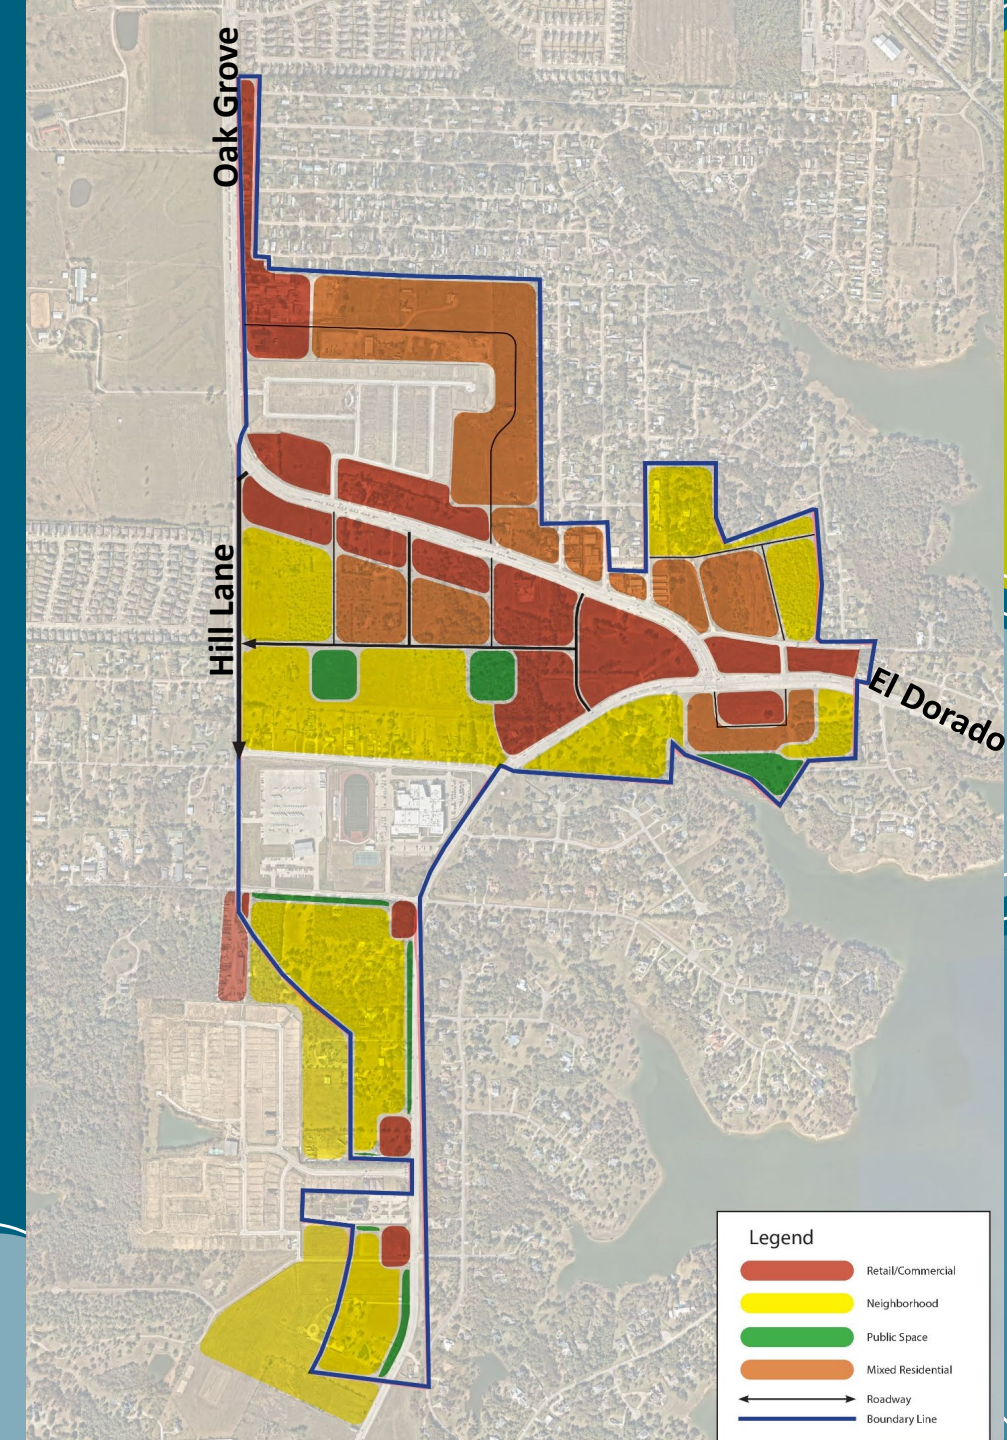 Oak Grove
Hill Lane
El Dorado
Legend
Retail/Commercial
Neighborhood
Public Space
Mixed Residential
Roadway
Boundary Line